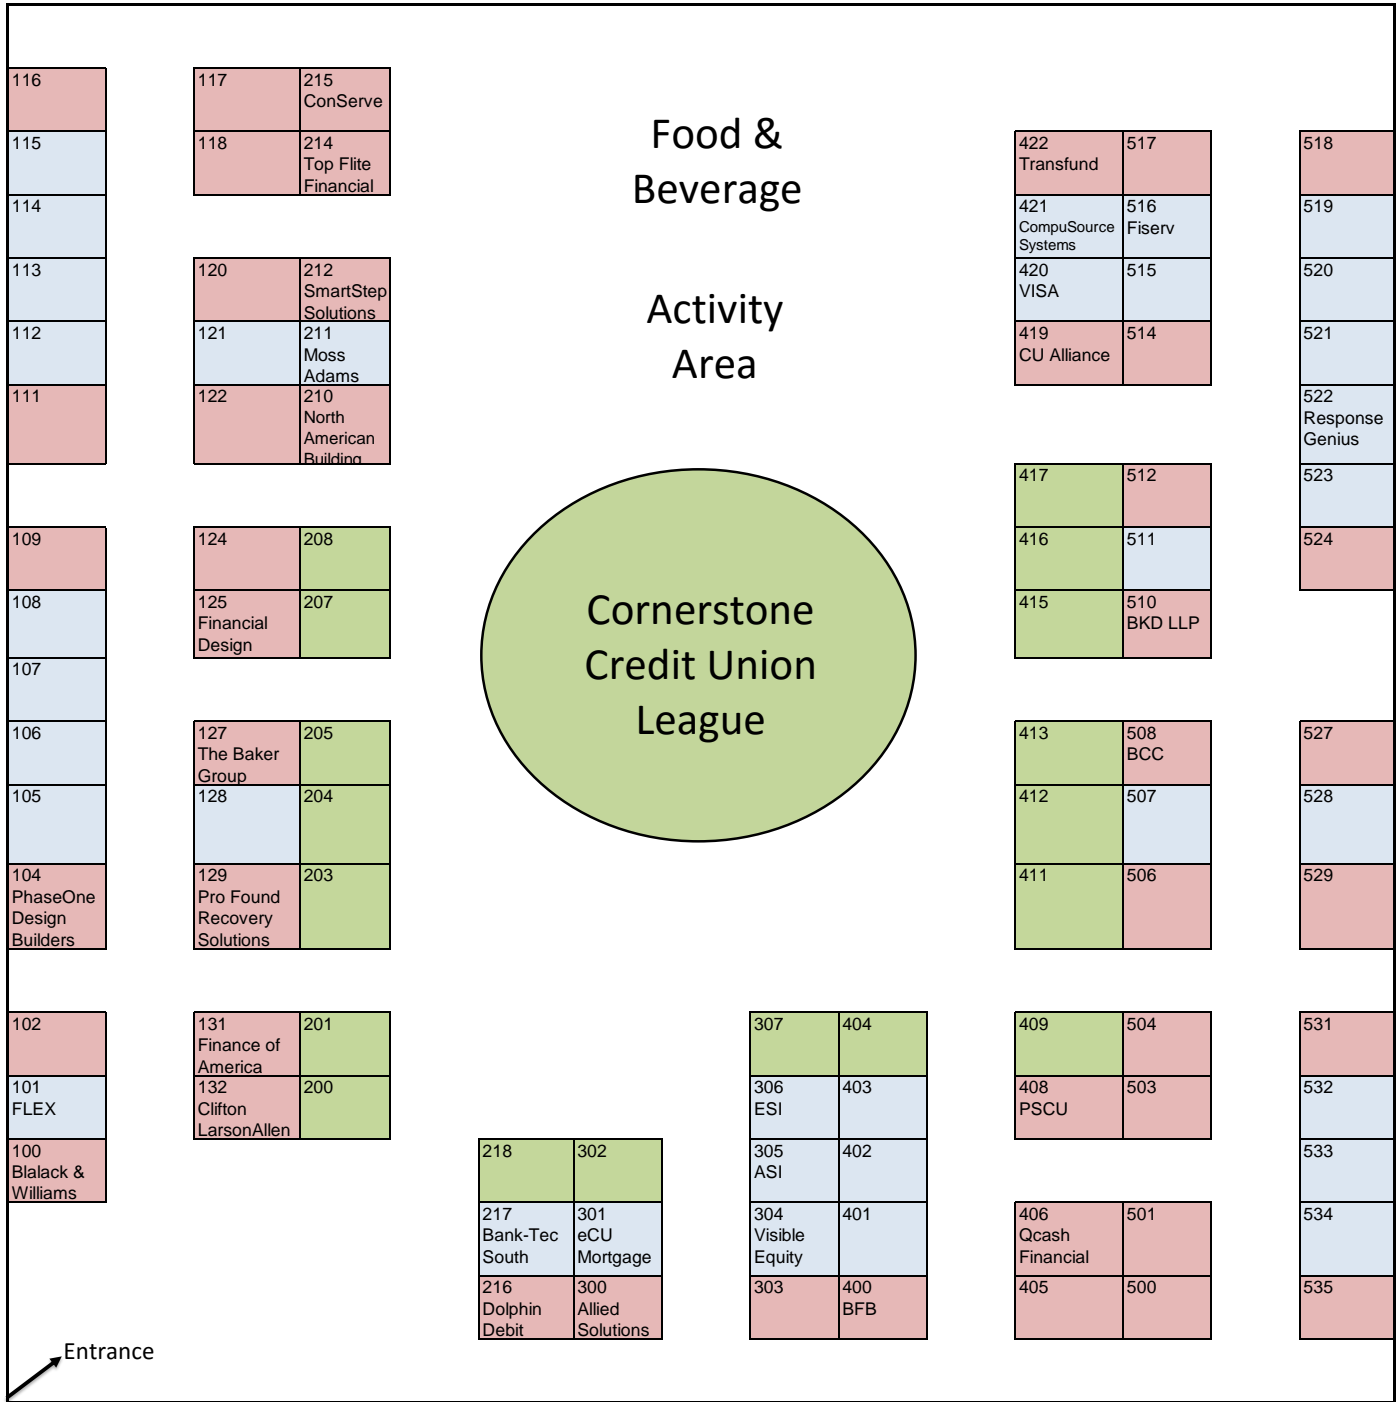 116
115
114
113
112
111
109
108
107
106
105
104
PhaseOne
Design
Builders
102
101
FLEX
100
Blalack &
Williams
117
215
ConServe
118
214
Top Flite
Financial
120
212
SmartStep
Solutions
121
211
Moss
Adams
122
210
North
American
Building
124
208
125
Financial
Design
207
127
The Baker
Group
205
128
204
129
Pro Found
Recovery
Solutions
203
131
Finance of
America
201
132
Clifton
LarsonAllen
200
Food &
Beverage
Activity
Area
Cornerstone
Credit Union
League
218
302
217
Bank-Tec
South
301
eCU
Mortgage
216
Dolphin
Debit
300
Allied
Solutions
307
404
306
ESI
403
305
ASI
402
304
Visible
Equity
401
303
400
BFB
422
Transfund
517
421
CompuSource
Systems
516
Fiserv
420
VISA
515
419
CU Alliance
514
417
512
416
511
415
510
BKD LLP
413
508
BCC
412
507
411
506
409
504
408
PSCU
503
406
Qcash
Financial
501
405
500
518
519
520
521
522
Response
Genius
523
524
527
528
529
531
532
533
534
535
Entrance